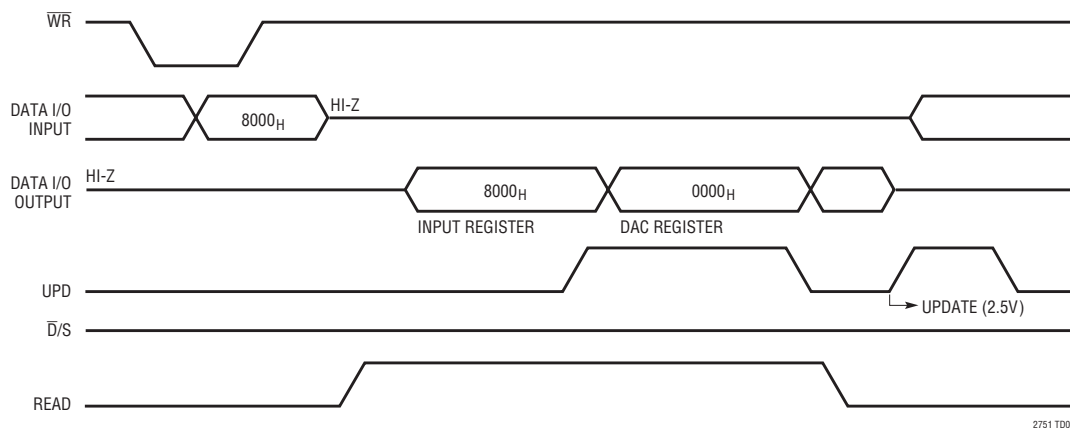 W̅R̅
DATA I/O
INPUT
8000H
HI-Z
DATA I/O
OUTPUT
HI-Z
8000H
0000H
INPUT REGISTER
DAC REGISTER
UPD
UPDATE (2.5V)
D̅/S
READ
2751 TD0